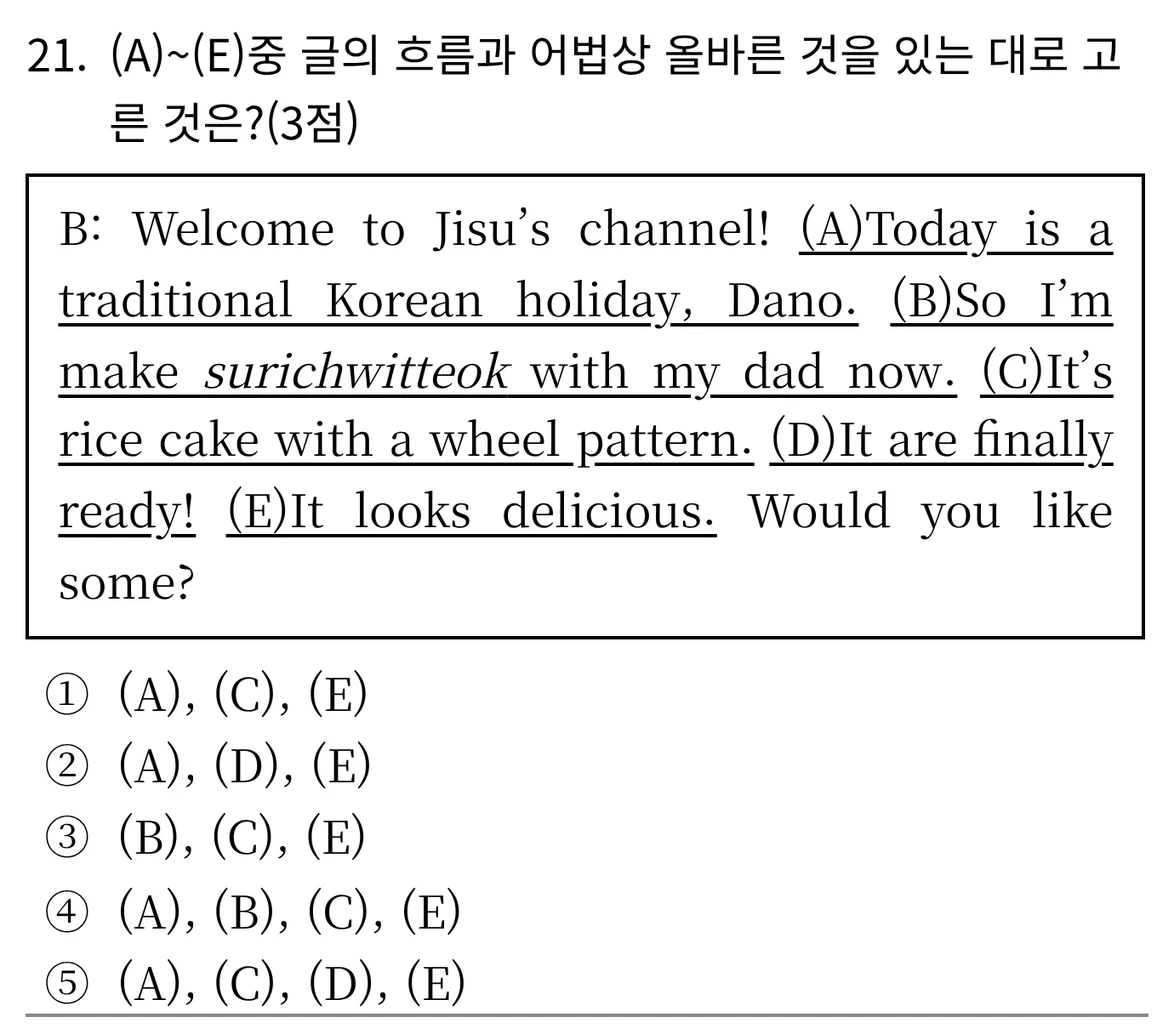 21. (A)~(E)중 글의 흐름과 어법상 올바른 것을 있는 대로 고
른 것은?(3점)
B: Welcome to Jisu's channel! (A)Today is a
traditional Korean holiday, Dano. (B)So I'm
make surichwitteok with my dad now. (C)It's
rice cake with a wheel pattern. (D)It are finally
ready! (E)It looks delicious. Would you like
some?
① (A), (C), (E)
② (A), (D), (E)
③ (B), (C), (E)
④ (A), (B), (C), (E)
⑤ (A), (C), (D), (E)